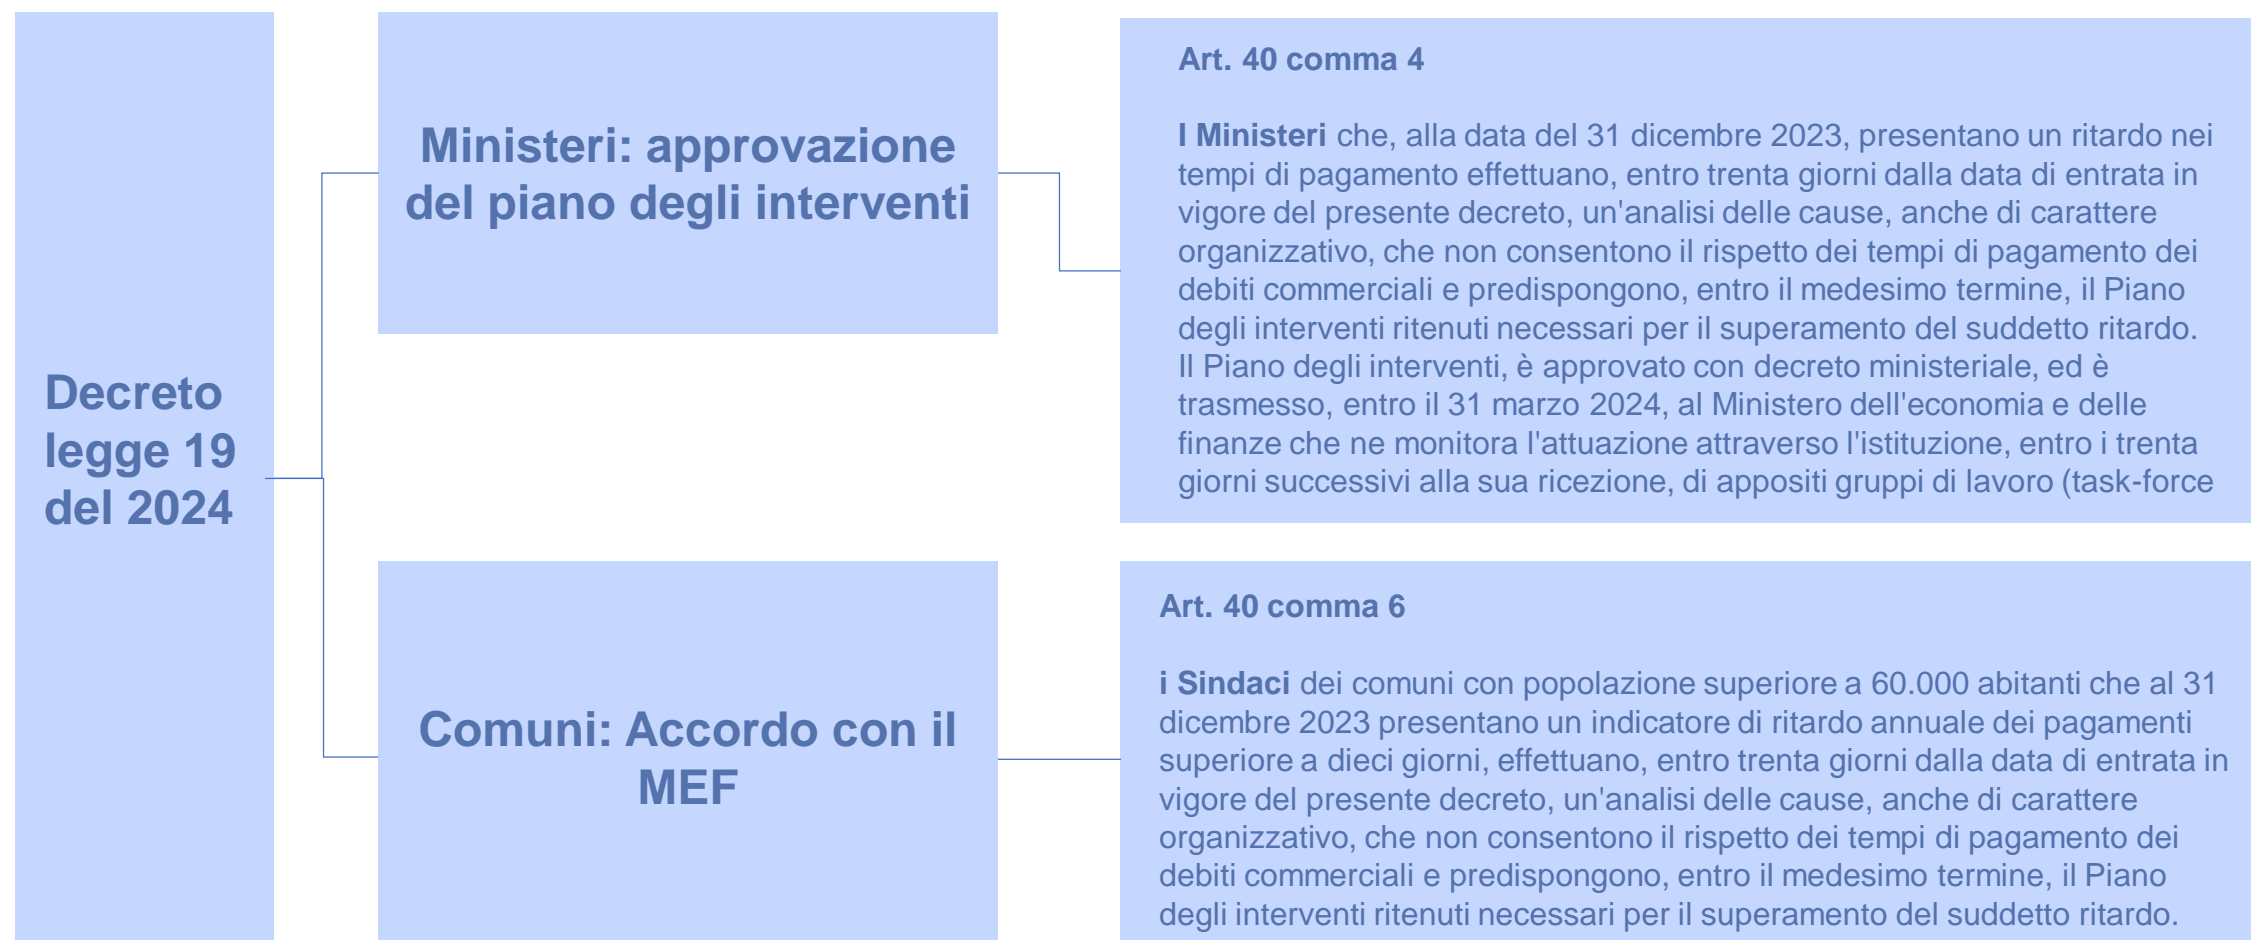 Decreto
legge 19
del 2024
Ministeri: approvazione
del piano degli interventi
Art. 40 comma 4
I Ministeri che, alla data del 31 dicembre 2023, presentano un ritardo nei
tempi di pagamento effettuano, entro trenta giorni dalla data di entrata in
vigore del presente decreto, un'analisi delle cause, anche di carattere
organizzativo, che non consentono il rispetto dei tempi di pagamento dei
debiti commerciali e predispongono, entro il medesimo termine, il Piano
degli interventi ritenuti necessari per il superamento del suddetto ritardo.
Il Piano degli interventi, è approvato con decreto ministeriale, ed è
trasmesso, entro il 31 marzo 2024, al Ministero dell'economia e delle
finanze che ne monitora l'attuazione attraverso l'istituzione, entro i trenta
giorni successivi alla sua ricezione, di appositi gruppi di lavoro (task-force
Comuni: Accordo con il
MEF
Art. 40 comma 6
i Sindaci dei comuni con popolazione superiore a 60.000 abitanti che al 31
dicembre 2023 presentano un indicatore di ritardo annuale dei pagamenti
superiore a dieci giorni, effettuano, entro trenta giorni dalla data di entrata in
vigore del presente decreto, un'analisi delle cause, anche di carattere
organizzativo, che non consentono il rispetto dei tempi di pagamento dei
debiti commerciali e predispongono, entro il medesimo termine, il Piano
degli interventi ritenuti necessari per il superamento del suddetto ritardo.